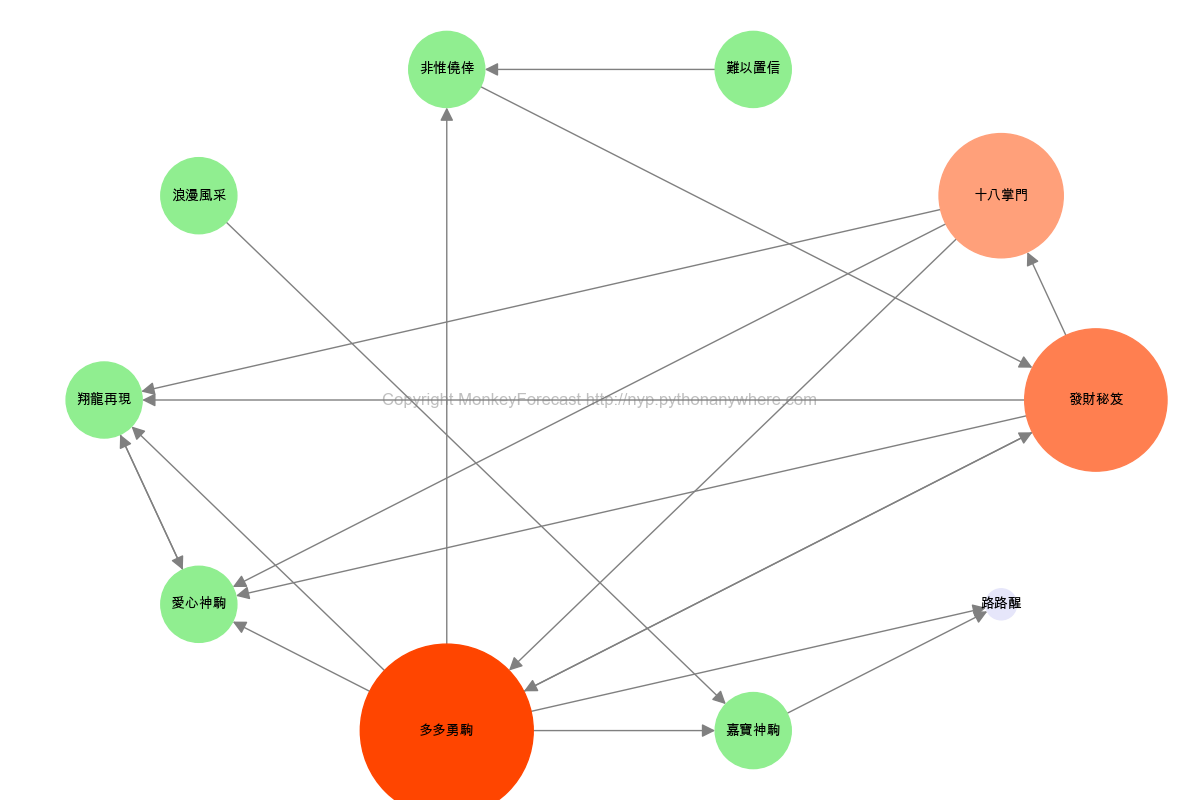 非惟僥倖
難以置信
浪漫風采
十八掌門
翔龍再現
Copyright MonkeyForecast http://nyp.pythonanywhere.com
發財秘笈
愛心神駒
路路醒
多多勇駒
嘉寶神駒